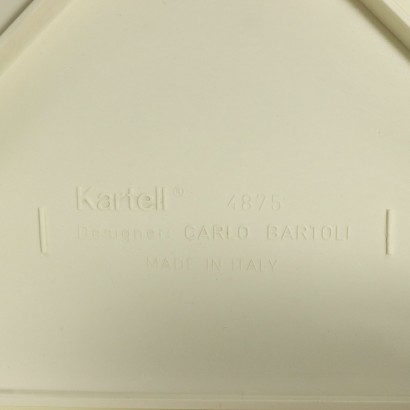 Kartell® 4875
Designer: CARLO BARTOLI
MADE IN ITALY